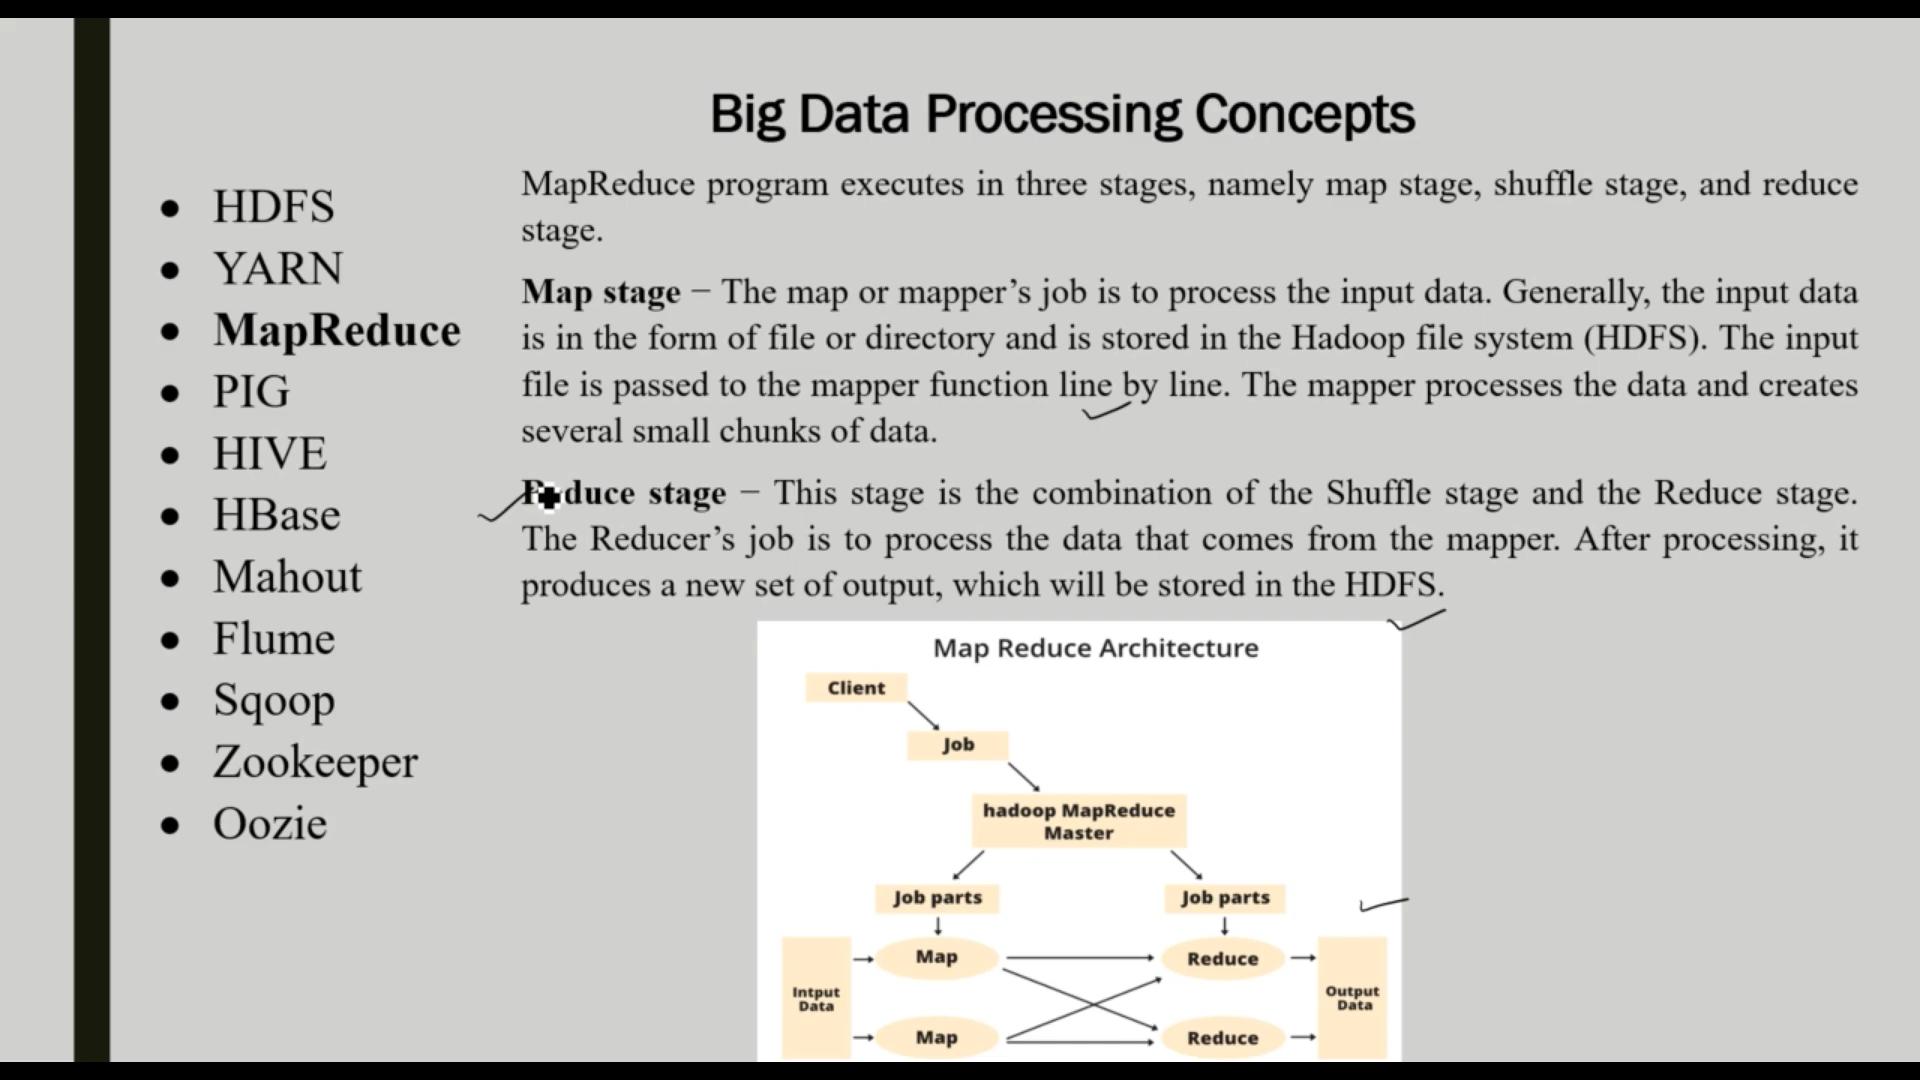 Big Data Processing Concepts
• HDFS
• YARN
• MapReduce
• PIG
• HIVE
• HBase
• Mahout
• Flume
• Sqoop
• Zookeeper
• Oozie
MapReduce program executes in three stages, namely map stage, shuffle stage, and reduce
stage.
Map stage − The map or mapper’s job is to process the input data. Generally, the input data
is in the form of file or directory and is stored in the Hadoop file system (HDFS). The input
file is passed to the mapper function line by line. The mapper processes the data and creates
several small chunks of data.
Reduce stage − This stage is the combination of the Shuffle stage and the Reduce stage.
The Reducer’s job is to process the data that comes from the mapper. After processing, it
produces a new set of output, which will be stored in the HDFS.
Map Reduce Architecture
Client
Job
hadoop MapReduce
Master
Job parts
Job parts
Map
Reduce
Intput
Data
Output
Data
Map
Reduce